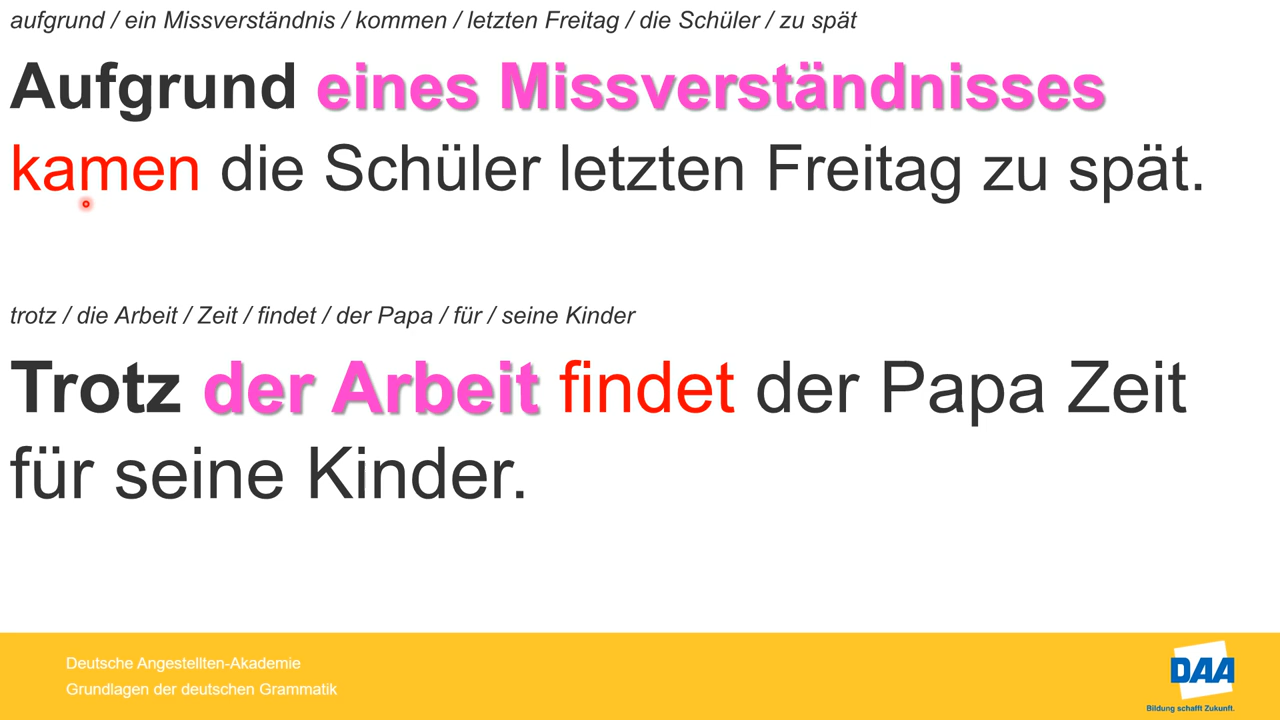 aufgrund / ein Missverständnis / kommen / letzten Freitag / die Schüler / zu spät
Aufgrund eines Missverständnisses
kamen die Schüler letzten Freitag zu spät.
trotz / die Arbeit / Zeit / findet / der Papa / für / seine Kinder
Trotz der Arbeit findet der Papa Zeit
für seine Kinder.
Deutsche Angestellten-Akademie
Grundlagen der deutschen Grammatik
DAA
Bildung schafft Zukunft.